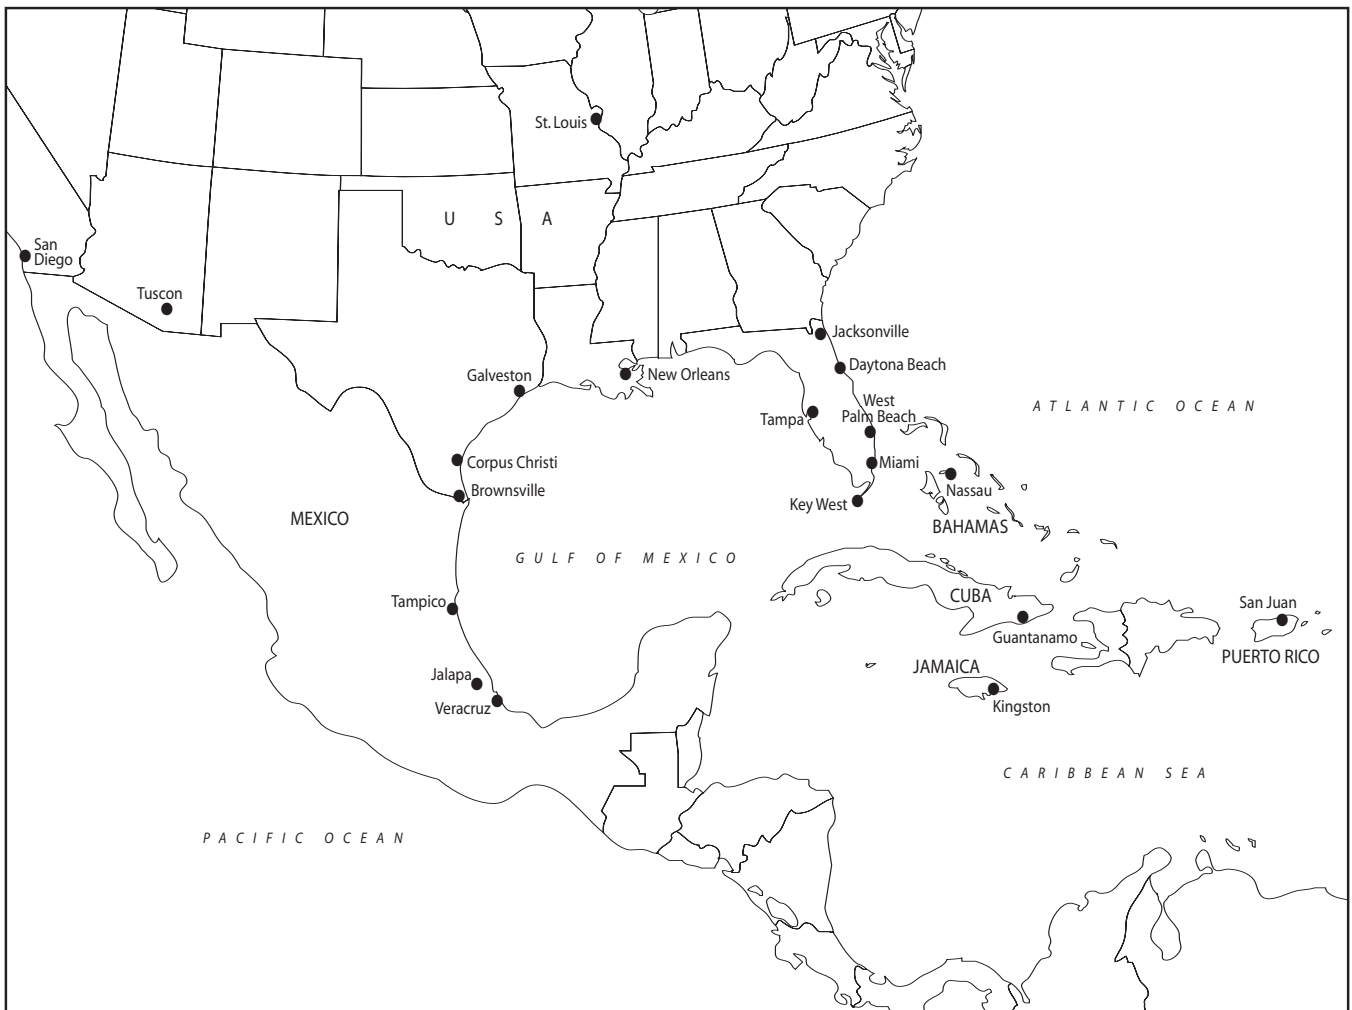 St. Louis
U S A
San
Diego
Tuscon
Jacksonville
Daytona Beach
Galveston
New Orleans
West
Palm Beach
ATLANTIC OCEAN
Tampa
Corpus Christi
Miami
Brownsville
Nassau
Key West
MEXICO
BAHAMAS
GULF OF MEXICO
CUBA
Tampico
San Juan
Guantanamo
PUERTO RICO
JAMAICA
Jalapa
Veracruz
Kingston
CARIBBEAN SEA
PACIFIC OCEAN